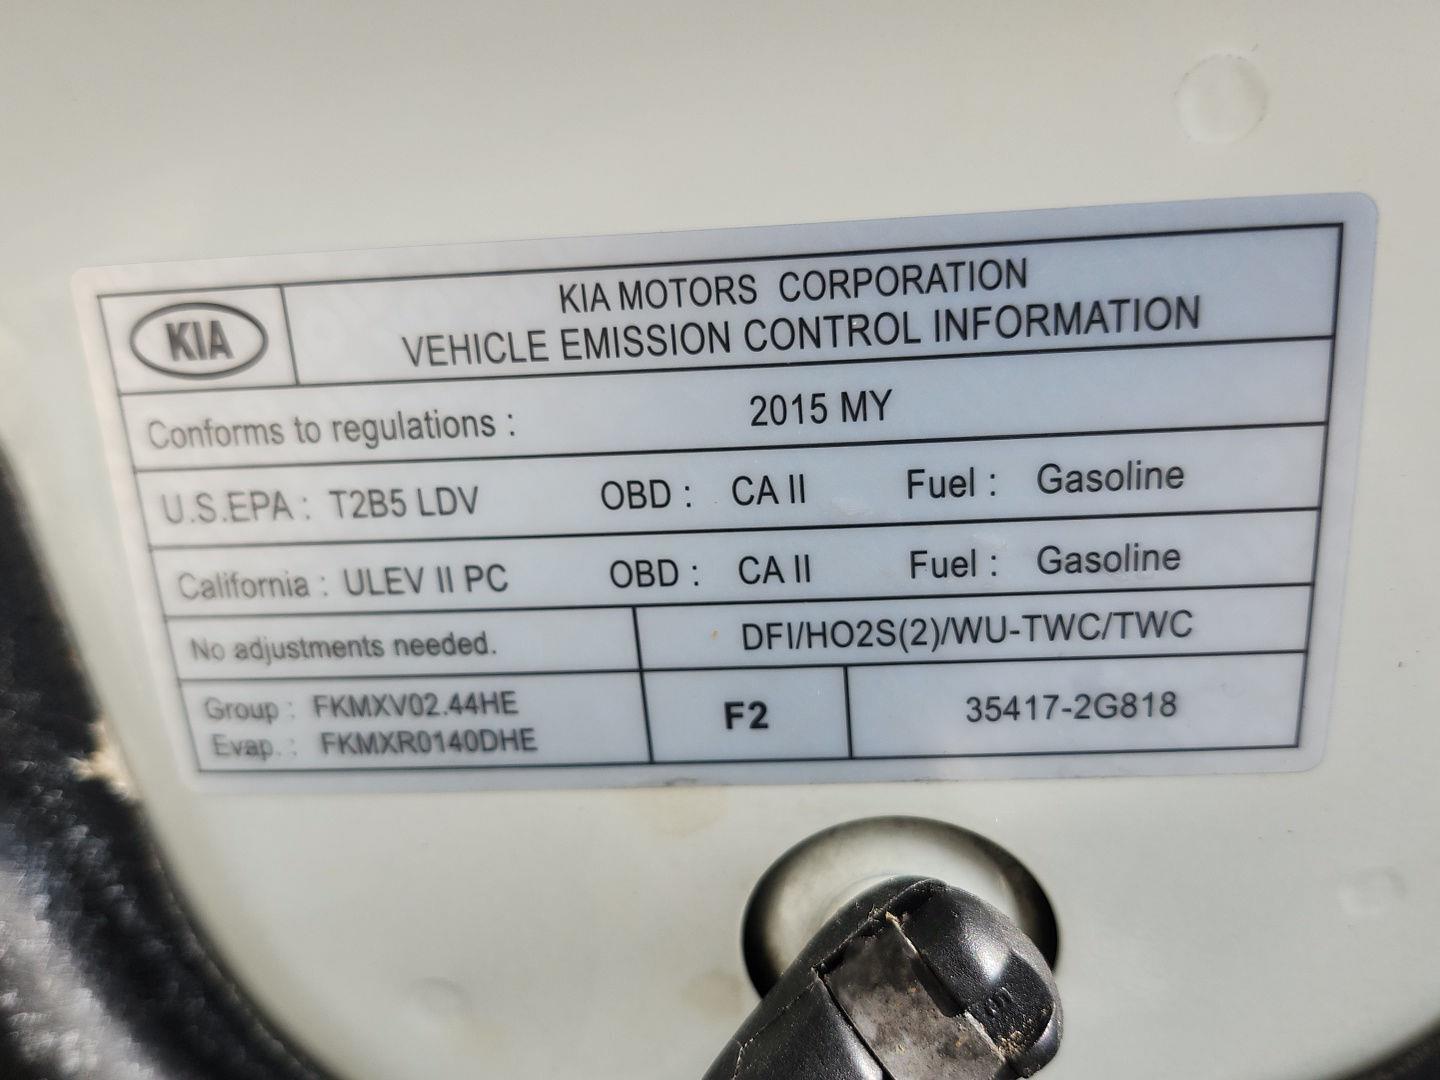 KIA
KIA MOTORS CORPORATION
VEHICLE EMISSION CONTROL INFORMATION
Conforms to regulations : 2015 MY
U.S.EPA : T2B5 LDV OBD : CA II Fuel : Gasoline
California : ULEV II PC OBD : CA II Fuel : Gasoline
No adjustments needed. DFI/HO2S(2)/WU-TWC/TWC
Group : FKMXV02.44HE
Evap. : FKMXR0140DHE
F2
35417-2G818